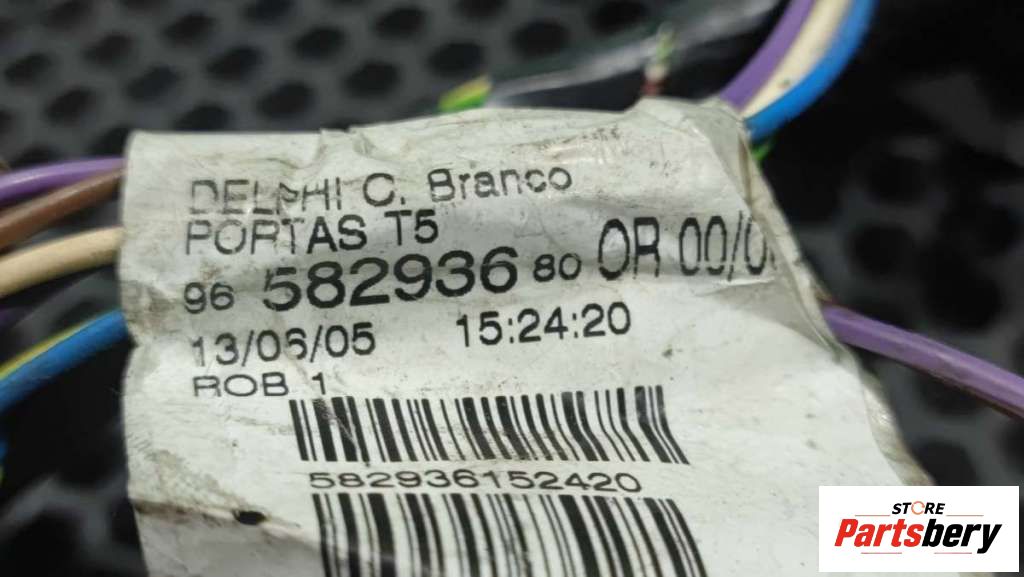 DELPHI C. Branco
PORTAS T5
96 582936 80 OR 00/0
13/06/05 15:24:20
ROB 1
582936152420
STORE
Partsbery